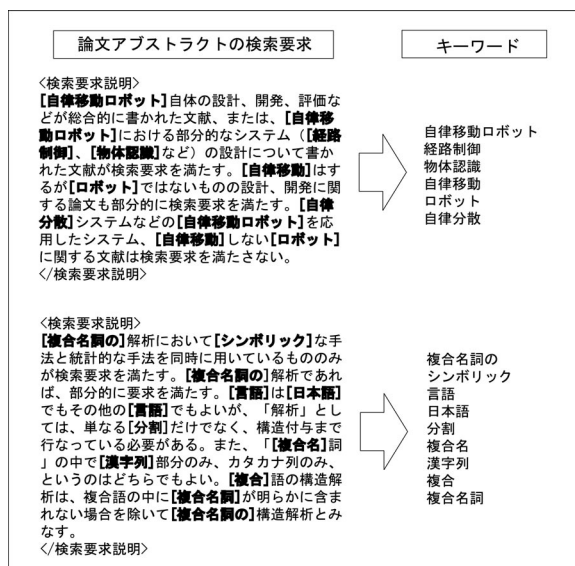 論文アブストラクトの検索要求
キーワード
<検索要求説明>
[自律移動ロボット]自体の設計、開発、評価な
どが総合的に書かれた文献、または、[自律移
動ロボット]における部分的なシステム（[経路
制御]、[物体認識]など）の設計について書か
れた文献が検索要求を満たす。[自律移動]はす
るが[ロボット]ではないものの設計、開発に関
する論文も部分的に検索要求を満たす。[自律
分散]システムなどの[自律移動ロボット]を応
用したシステム、[自律移動]しない[ロボット]
に関する文献は検索要求を満たさない。
</検索要求説明>
自律移動ロボット
経路制御
物体認識
自律移動
ロボット
自律分散
<検索要求説明>
[複合名詞の]解析において[シンボリック]な手
法と統計的な手法を同時に用いているもののみ
が検索要求を満たす。[複合名詞の]解析であれ
ば、部分的に要求を満たす。[言語]は[日本語]
でもその他の[言語]でもよいが、「解析」とし
ては、単なる[分割]だけでなく、構造付与まで
行なっている必要がある。また、「[複合名]詞
」の中で[漢字列]部分のみ、カタカナ列のみ、
というのはどちらでもよい。[複合]語の構造解
析は、複合語の中に[複合名詞]が明らかに含ま
れない場合を除いて[複合名詞の]構造解析とみ
なす。
</検索要求説明>
複合名詞の
シンボリック
言語
日本語
分割
複合名
漢字列
複合
複合名詞